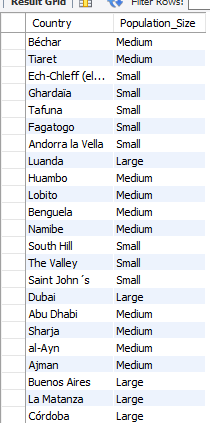 Result Grid Filter Rows:
Country Population_Size
Béchar Medium
Tiaret Medium
Ech-Chleff (el... Small
Ghardaïa Small
Tafuna Small
Fagatogo Small
Andorra la Vella Small
Luanda Large
Huambo Medium
Lobito Medium
Benguela Medium
Namibe Medium
South Hill Small
The Valley Small
Saint John´s Small
Dubai Large
Abu Dhabi Medium
Sharja Medium
al-Ayn Medium
Ajman Medium
Buenos Aires Large
La Matanza Large
Córdoba Large